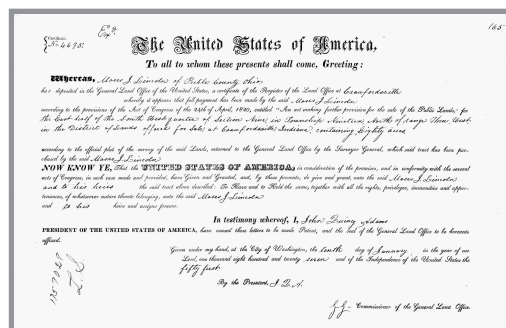 165
Certificate
No. 4693.
Exd.
The United States of America,
To all to whom these presents shall come, Greeting:
Whereas, Moses J. Lincoln of Preble County Ohio
has deposited in the General Land Office of the United States, a certificate of the Register of the Land Office at Crawfordsville
whereby it appears that full payment has been made by the said Moses J. Lincoln
according to the provisions of the Act of Congress of the 24th of April, 1820, entitled "An act making further provision for the sale of the Public Lands," for
the East half of the South West quarter of Section Nine, in Township Nineteen North, of Range Three, West
in the District of Lands offered for Sale at Crawfordsville Indiana, containing Eighty acres
according to the official plat of the survey of the said Lands, returned to the General Land Office by the Surveyor General, which said tract has been pur-
chased by the said Moses J. Lincoln
NOW KNOW YE, That the UNITED STATES OF AMERICA, in consideration of the premises, and in conformity with the several
acts of Congress, in such case made and provided, have Given and Granted, and, by these presents, do give and grant, unto the said Moses J. Lincoln
and to his heirs the said tract above described: To Have and to Hold the same, together with all the rights, privileges, immunities and appur-
tenances, of whatsoever nature thereto belonging, unto the said Moses J. Lincoln
and to his heirs and assigns forever.
In testimony whereof, I, John Quincy Adams
PRESIDENT OF THE UNITED STATES OF AMERICA, have caused these letters to be made Patent, and the seal of the General Land Office to be hereunto
affixed.
Given under my hand, at the City of Washington, the tenth day of January in the year of our
Lord, one thousand eight hundred and twenty seven and of the Independence of the United States the
fifty first
By the President, J. Q. A.
G. G. Commissioner of the General Land Office.